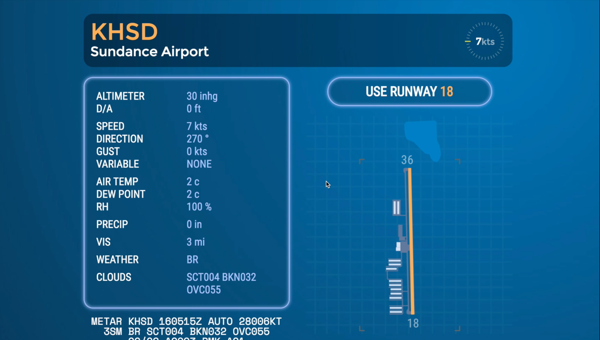 KHSD
Sundance Airport
7kts
ALTIMETER 30 inhg
D/A 0 ft
SPEED 7 kts
DIRECTION 270 °
GUST 0 kts
VARIABLE NONE
AIR TEMP 2 c
DEW POINT 2 c
RH 100 %
PRECIP 0 in
VIS 3 mi
WEATHER BR
CLOUDS SCT004 BKN032
OVC055
METAR KHSD 160515Z AUTO 28006KT
3SM BR SCT004 BKN032 OVC055
USE RUNWAY 18
36
18